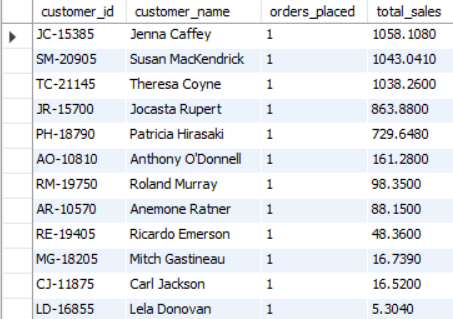 customer_id customer_name orders_placed total_sales
JC-15385 Jenna Caffey 1 1058.1080
SM-20905 Susan MacKendrick 1 1043.0410
TC-21145 Theresa Coyne 1 1038.2600
JR-15700 Jocasta Rupert 1 863.8800
PH-18790 Patricia Hirasaki 1 729.6480
AO-10810 Anthony O'Donnell 1 161.2800
RM-19750 Roland Murray 1 98.3500
AR-10570 Anemone Ratner 1 88.1500
RE-19405 Ricardo Emerson 1 48.3600
MG-18205 Mitch Gastineau 1 16.7390
CJ-11875 Carl Jackson 1 16.5200
LD-16855 Lela Donovan 1 5.3040